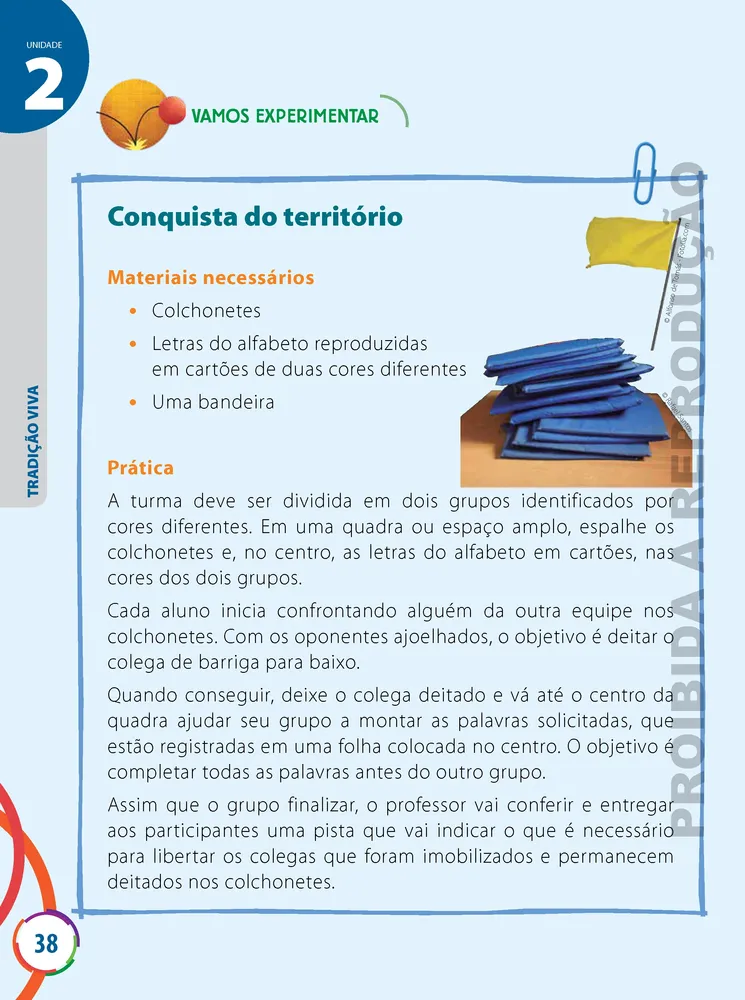 UNIDADE
2
VAMOS EXPERIMENTAR
Conquista do território
Materiais necessários
• Colchonetes
• Letras do alfabeto reproduzidas
em cartões de duas cores diferentes
• Uma bandeira
© Alfonso de Tomás - Fotolia.com
Prática
A turma deve ser dividida em dois grupos identificados por
cores diferentes. Em uma quadra ou espaço amplo, espalhe os
colchonetes e, no centro, as letras do alfabeto em cartões, nas
cores dos dois grupos.
Cada aluno inicia confrontando alguém da outra equipe nos
colchonetes. Com os oponentes ajoelhados, o objetivo é deitar o
colega de barriga para baixo.
Quando conseguir, deixe o colega deitado e vá até o centro da
quadra ajudar seu grupo a montar as palavras solicitadas, que
estão registradas em uma folha colocada no centro. O objetivo é
completar todas as palavras antes do outro grupo.
Assim que o grupo finalizar, o professor vai conferir e entregar
aos participantes uma pista que vai indicar o que é necessário
para libertar os colegas que foram imobilizados e permanecem
deitados nos colchonetes.
TRADIÇÃO VIVA
PROIBIDA A REPRODUÇÃO
38